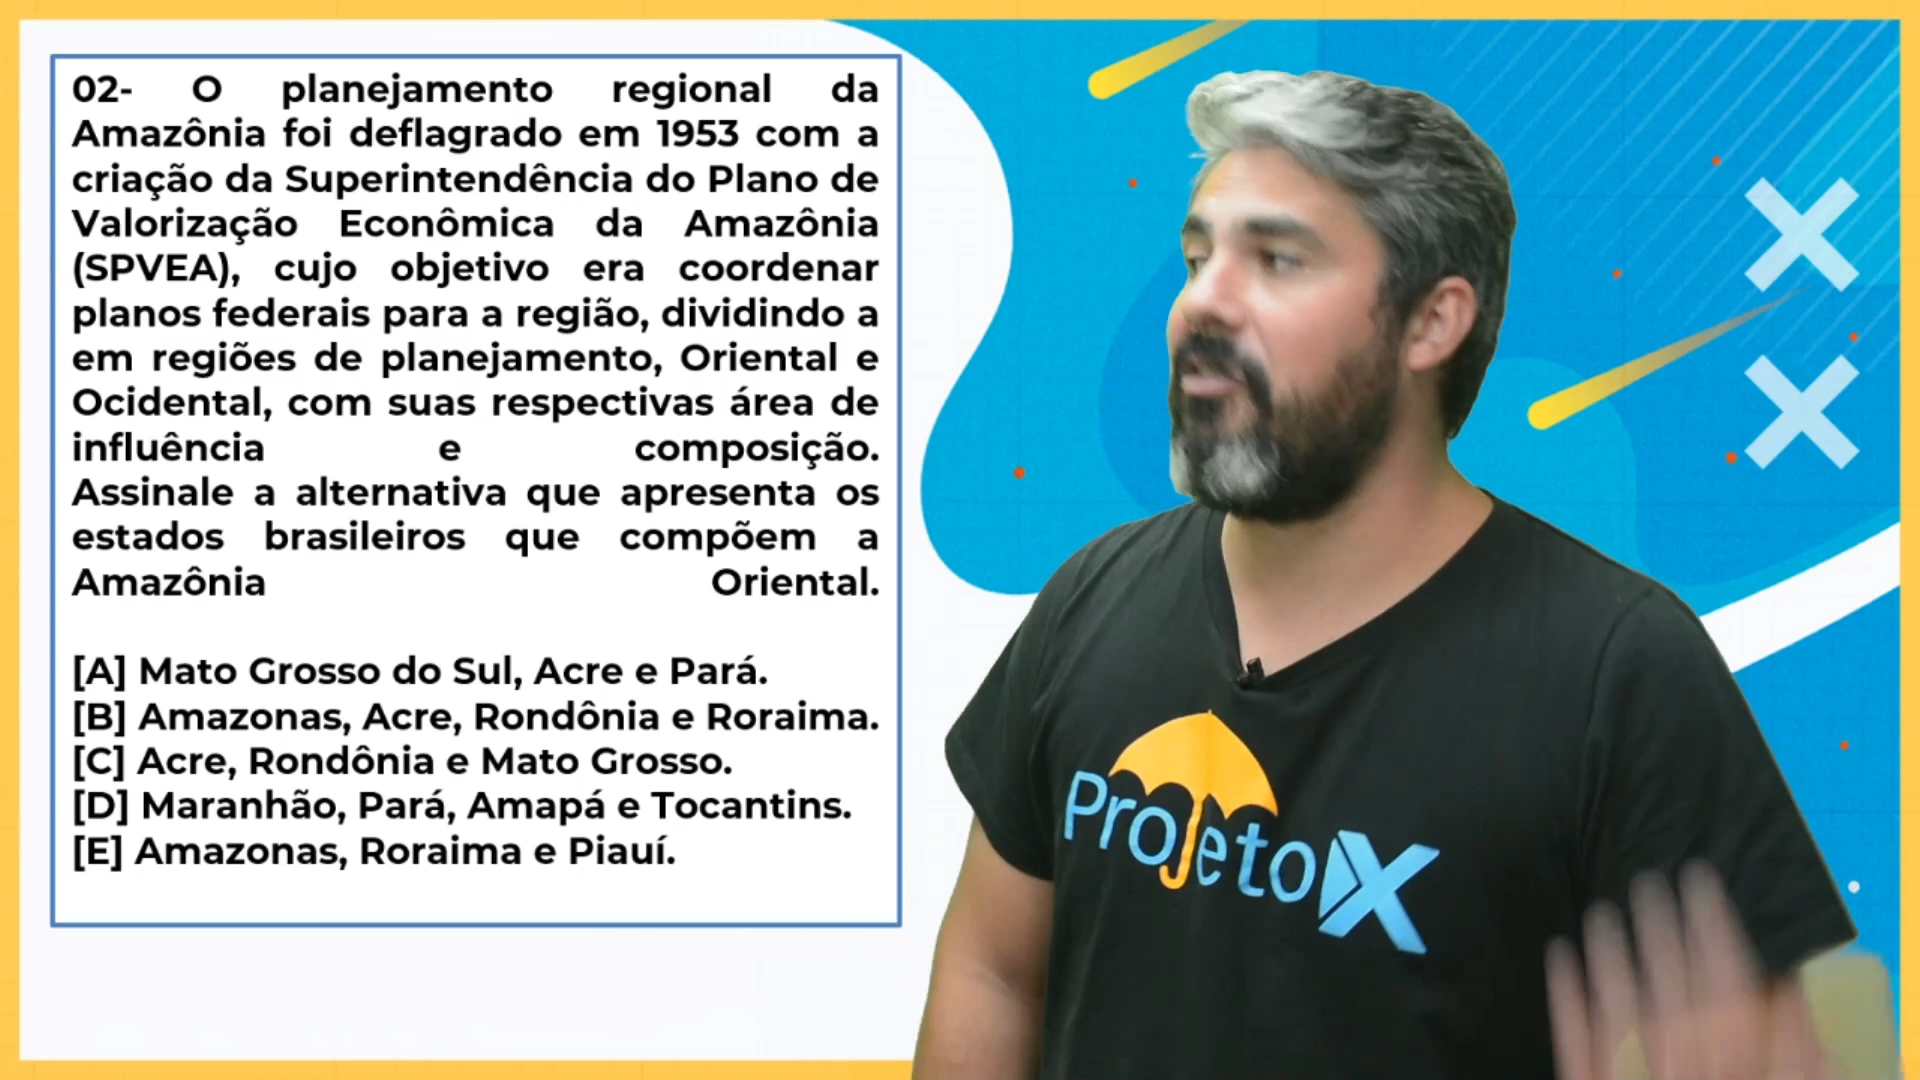 02- O planejamento regional da
Amazônia foi deflagrado em 1953 com a
criação da Superintendência do Plano de
Valorização Econômica da Amazônia
(SPVEA), cujo objetivo era coordenar
planos federais para a região, dividindo a
em regiões de planejamento, Oriental e
Ocidental, com suas respectivas área de
influência e composição.
Assinale a alternativa que apresenta os
estados brasileiros que compõem a
Amazônia Oriental.
[A] Mato Grosso do Sul, Acre e Pará.
[B] Amazonas, Acre, Rondônia e Roraima.
[C] Acre, Rondônia e Mato Grosso.
[D] Maranhão, Pará, Amapá e Tocantins.
[E] Amazonas, Roraima e Piauí.
Projeto X